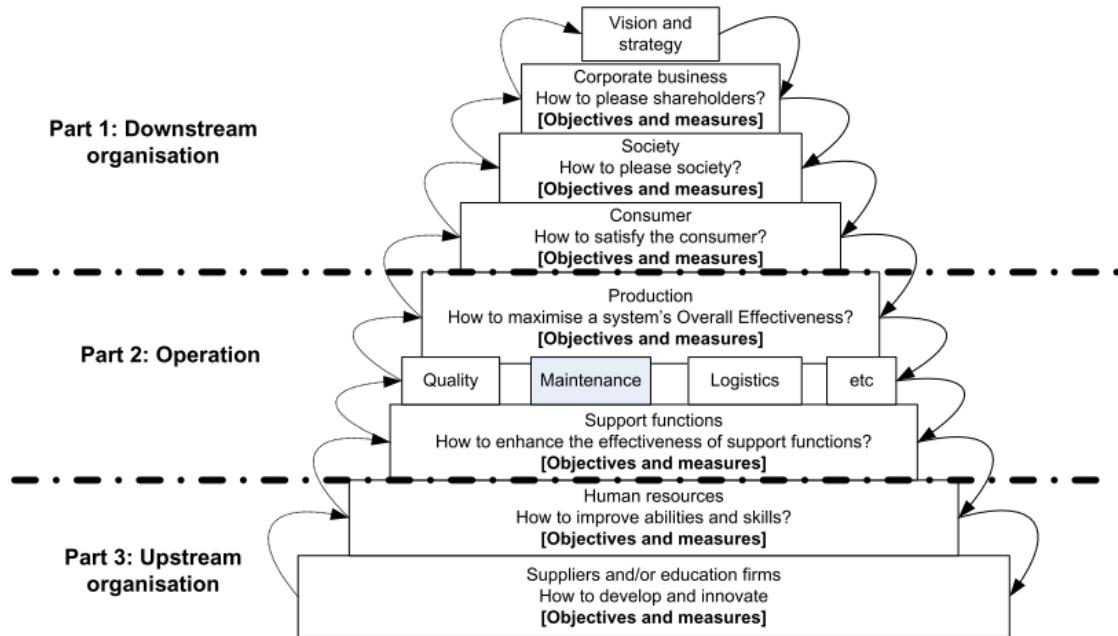 Vision and
strategy
Corporate business
How to please shareholders?
[Objectives and measures]
Part 1: Downstream
organisation
Society
How to please society?
[Objectives and measures]
Consumer
How to satisfy the consumer?
[Objectives and measures]
Production
How to maximise a system's Overall Effectiveness?
[Objectives and measures]
Part 2: Operation
Quality
Maintenance
Logistics
etc
Support functions
How to enhance the effectiveness of support functions?
[Objectives and measures]
Human resources
How to improve abilities and skills?
[Objectives and measures]
Part 3: Upstream
organisation
Suppliers and/or education firms
How to develop and innovate
[Objectives and measures]